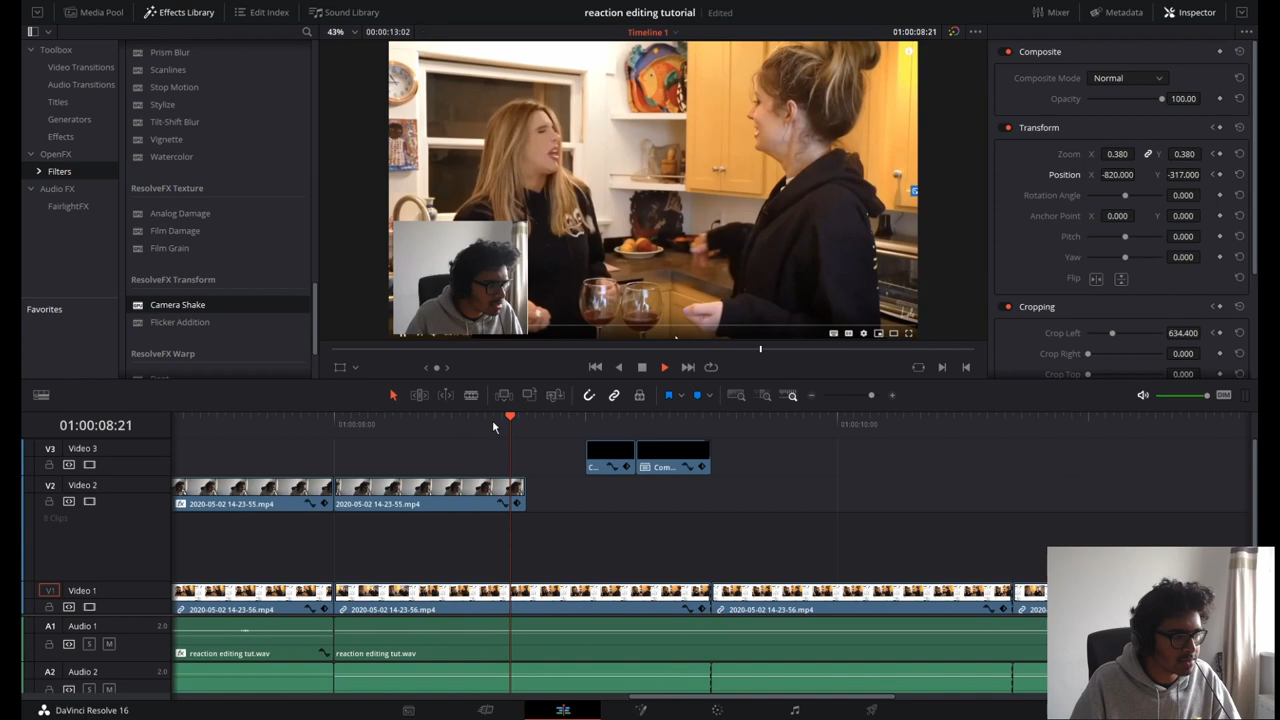 Media Pool
Effects Library
Edit Index
Sound Library
reaction editing tutorial
Edited
Mixer
Metadata
Inspector
43%
00:00:13:02
Timeline 1
01:00:08:21
Toolbox
Video Transitions
Audio Transitions
Titles
Generators
Effects
OpenFX
Filters
Audio FX
FairlightFX
Favorites
Prism Blur
Scanlines
Stop Motion
Stylize
Tilt-Shift Blur
Vignette
Watercolor
ResolveFX Texture
Analog Damage
Film Damage
Film Grain
ResolveFX Transform
Camera Shake
Flicker Addition
ResolveFX Warp
Composite
Composite Mode Normal
Opacity 100.00
Transform
Zoom X 0.380 Y 0.380
Position X -820.000 Y -317.000
Rotation Angle 0.000
Anchor Point X 0.000 Y 0.000
Pitch 0.000
Yaw 0.000
Flip
Cropping
Crop Left 634.400
Crop Right 0.000
Crop Top 0.000
DIM
01:00:08:21
01:00:08:00
01:00:10:00
V3 Video 3
C...
Com...
V2 Video 2
8 Clips
2020-05-02 14-23-55.mp4
2020-05-02 14-23-55.mp4
V1 Video 1
2020-05-02 14-23-56.mp4
2020-05-02 14-23-56.mp4
2020-05-02 14-23-56.mp4
2020
A1 Audio 1 2.0
S M
reaction editing tut.wav
reaction editing tut.wav
A2 Audio 2 2.0
S M
DaVinci Resolve 16